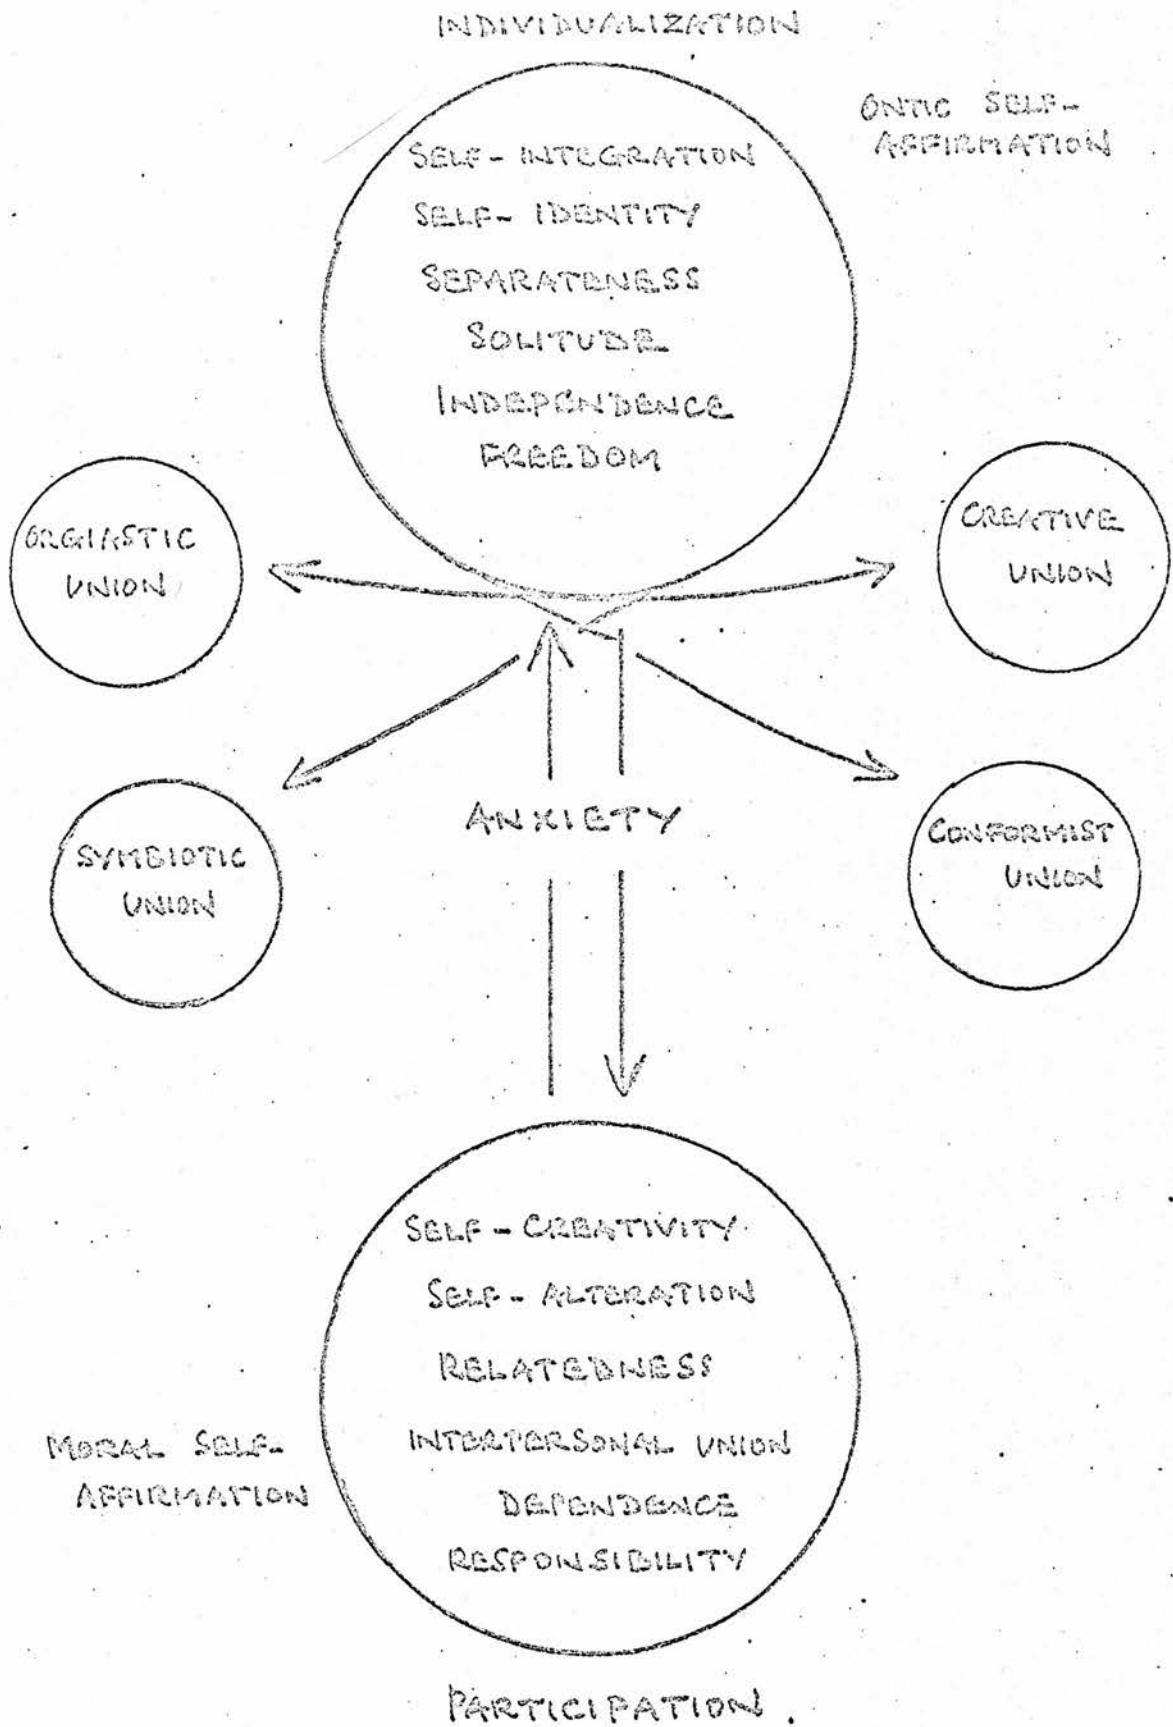 INDIVIDUALIZATION
ONTIC SELF-
AFFIRMATION
SELF-INTEGRATION
SELF-IDENTITY
SEPARATENESS
SOLITUDE
INDEPENDENCE
FREEDOM
ORGIASTIC
UNION
CREATIVE
UNION
ANXIETY
SYMBIOTIC
UNION
CONFORMIST
UNION
SELF-CREATIVITY
SELF-ALTERATION
RELATEDNESS
INTERPERSONAL UNION
DEPENDENCE
RESPONSIBILITY
MORAL SELF-
AFFIRMATION
PARTICIPATION.